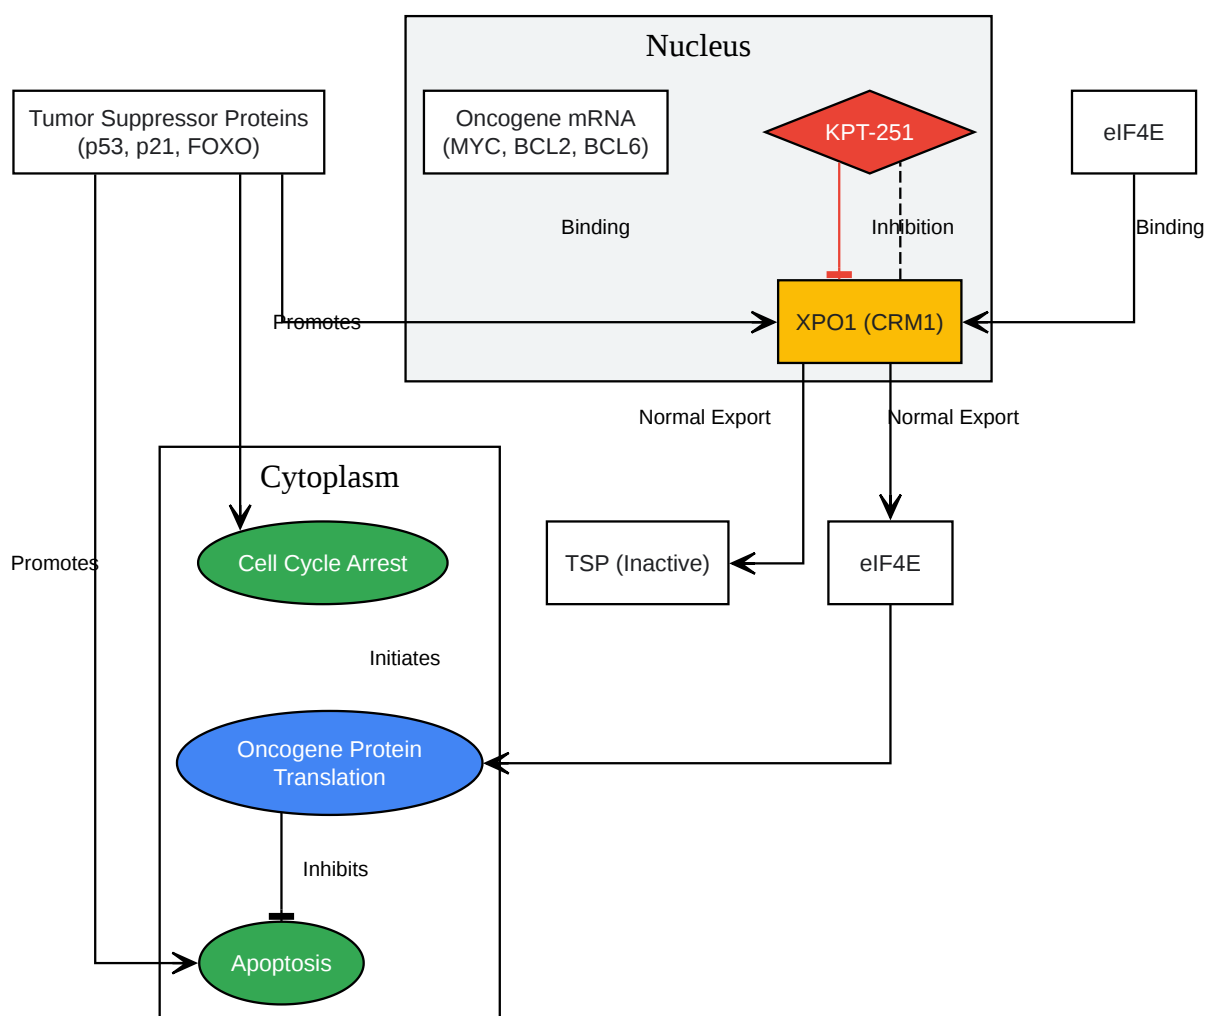 Nucleus
Tumor Suppressor Proteins
(p53, p21, FOXO)
Oncogene mRNA
(MYC, BCL2, BCL6)
KPT-251
eIF4E
Binding
Inhibition
Binding
Promotes
XPO1 (CRM1)
Normal Export
Normal Export
Cytoplasm
Promotes
Cell Cycle Arrest
TSP (Inactive)
eIF4E
Initiates
Oncogene Protein
Translation
Inhibits
Apoptosis